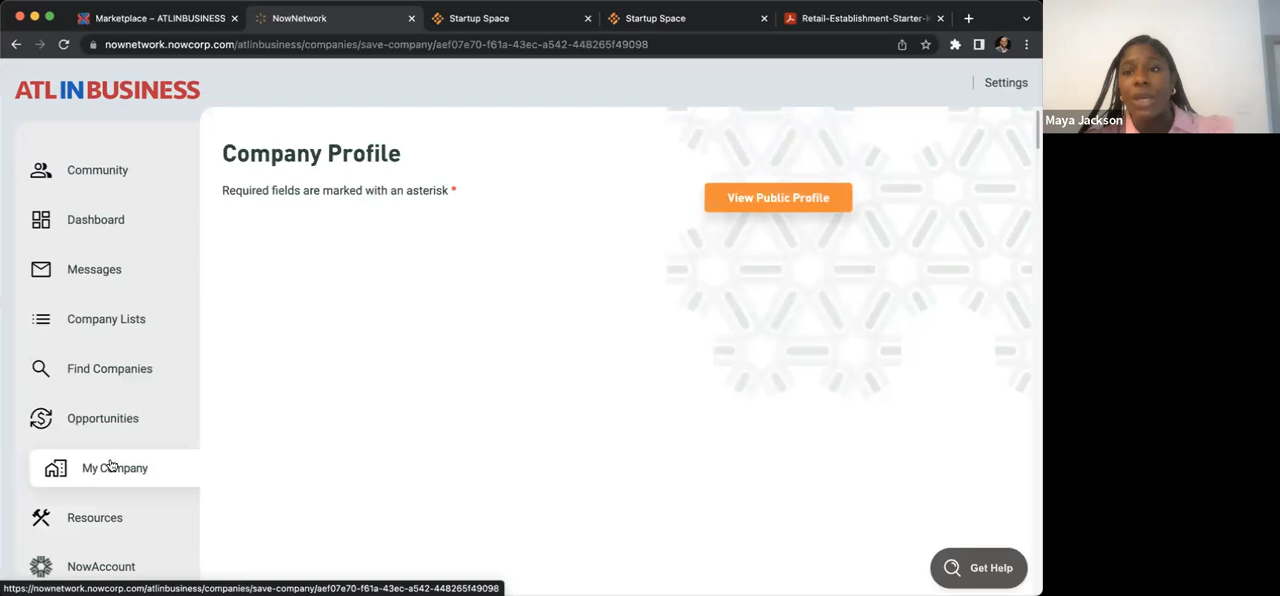 Marketplace – ATLINBUSINESS
NowNetwork
Startup Space
Startup Space
Retail-Establishment-Starter-
nownetwork.nowcorp.com/atlinbusiness/companies/save-company/aef07e70-f61a-43ec-a542-448265f49098
ATLINBUSINESS
Settings
Maya Jackson
Community
Dashboard
Messages
Company Lists
Find Companies
Opportunities
My Company
Resources
NowAccount
Company Profile
Required fields are marked with an asterisk *
View Public Profile
Get Help
https://nownetwork.nowcorp.com/atlinbusiness/companies/save-company/aef07e70-f61a-43ec-a542-448265f49098